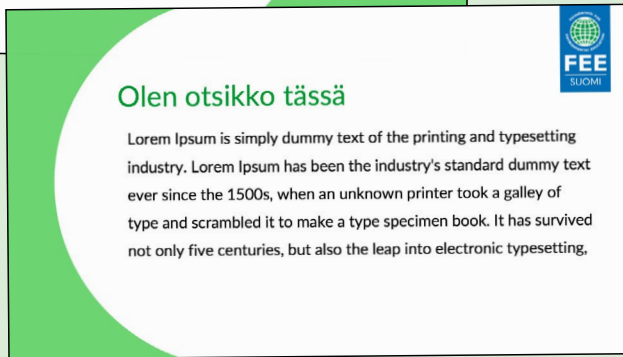 FEE
SUOMI
Olen otsikko tässä
Lorem Ipsum is simply dummy text of the printing and typesetting
industry. Lorem Ipsum has been the industry's standard dummy text
ever since the 1500s, when an unknown printer took a galley of
type and scrambled it to make a type specimen book. It has survived
not only five centuries, but also the leap into electronic typesetting,